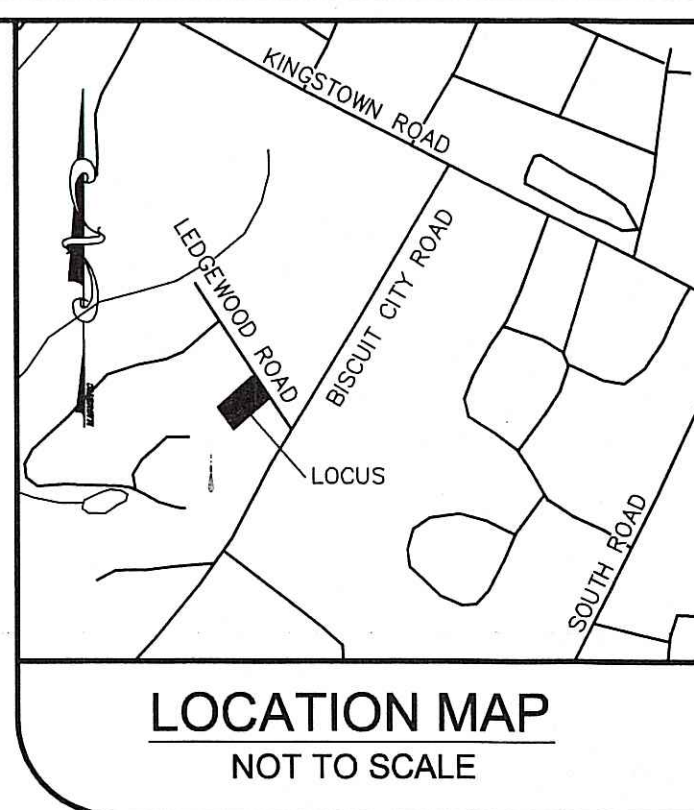 KINGSTOWN ROAD
LEDGEWOOD ROAD
BISCUIT CITY ROAD
LOCUS
SOUTH ROAD
LOCATION MAP
NOT TO SCALE